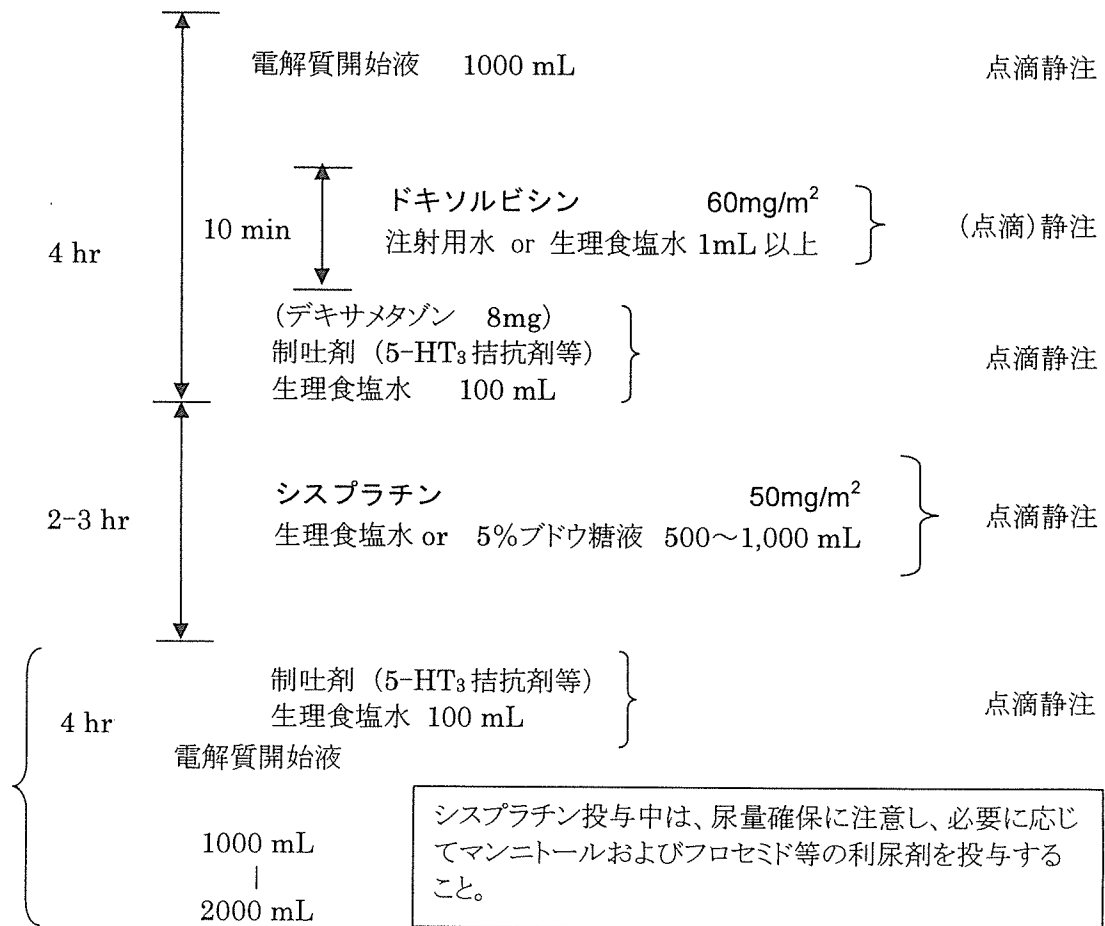 電解質開始液 1000 mL 点滴静注
ドキソルビシン 60mg/m²
10 min 注射用水 or 生理食塩水 1mL 以上 (点滴)静注
4 hr
(デキサメタゾン 8mg)
制吐剤 (5-HT₃拮抗剤等) 点滴静注
生理食塩水 100 mL
シスプラチン 50mg/m²
2-3 hr 点滴静注
生理食塩水 or 5%ブドウ糖液 500～1,000 mL
制吐剤 (5-HT₃拮抗剤等)
4 hr 生理食塩水 100 mL 点滴静注
電解質開始液
1000 mL
|
2000 mL
シスプラチン投与中は、尿量確保に注意し、必要に応じ
てマンニトールおよびフロセミド等の利尿剤を投与する
こと。